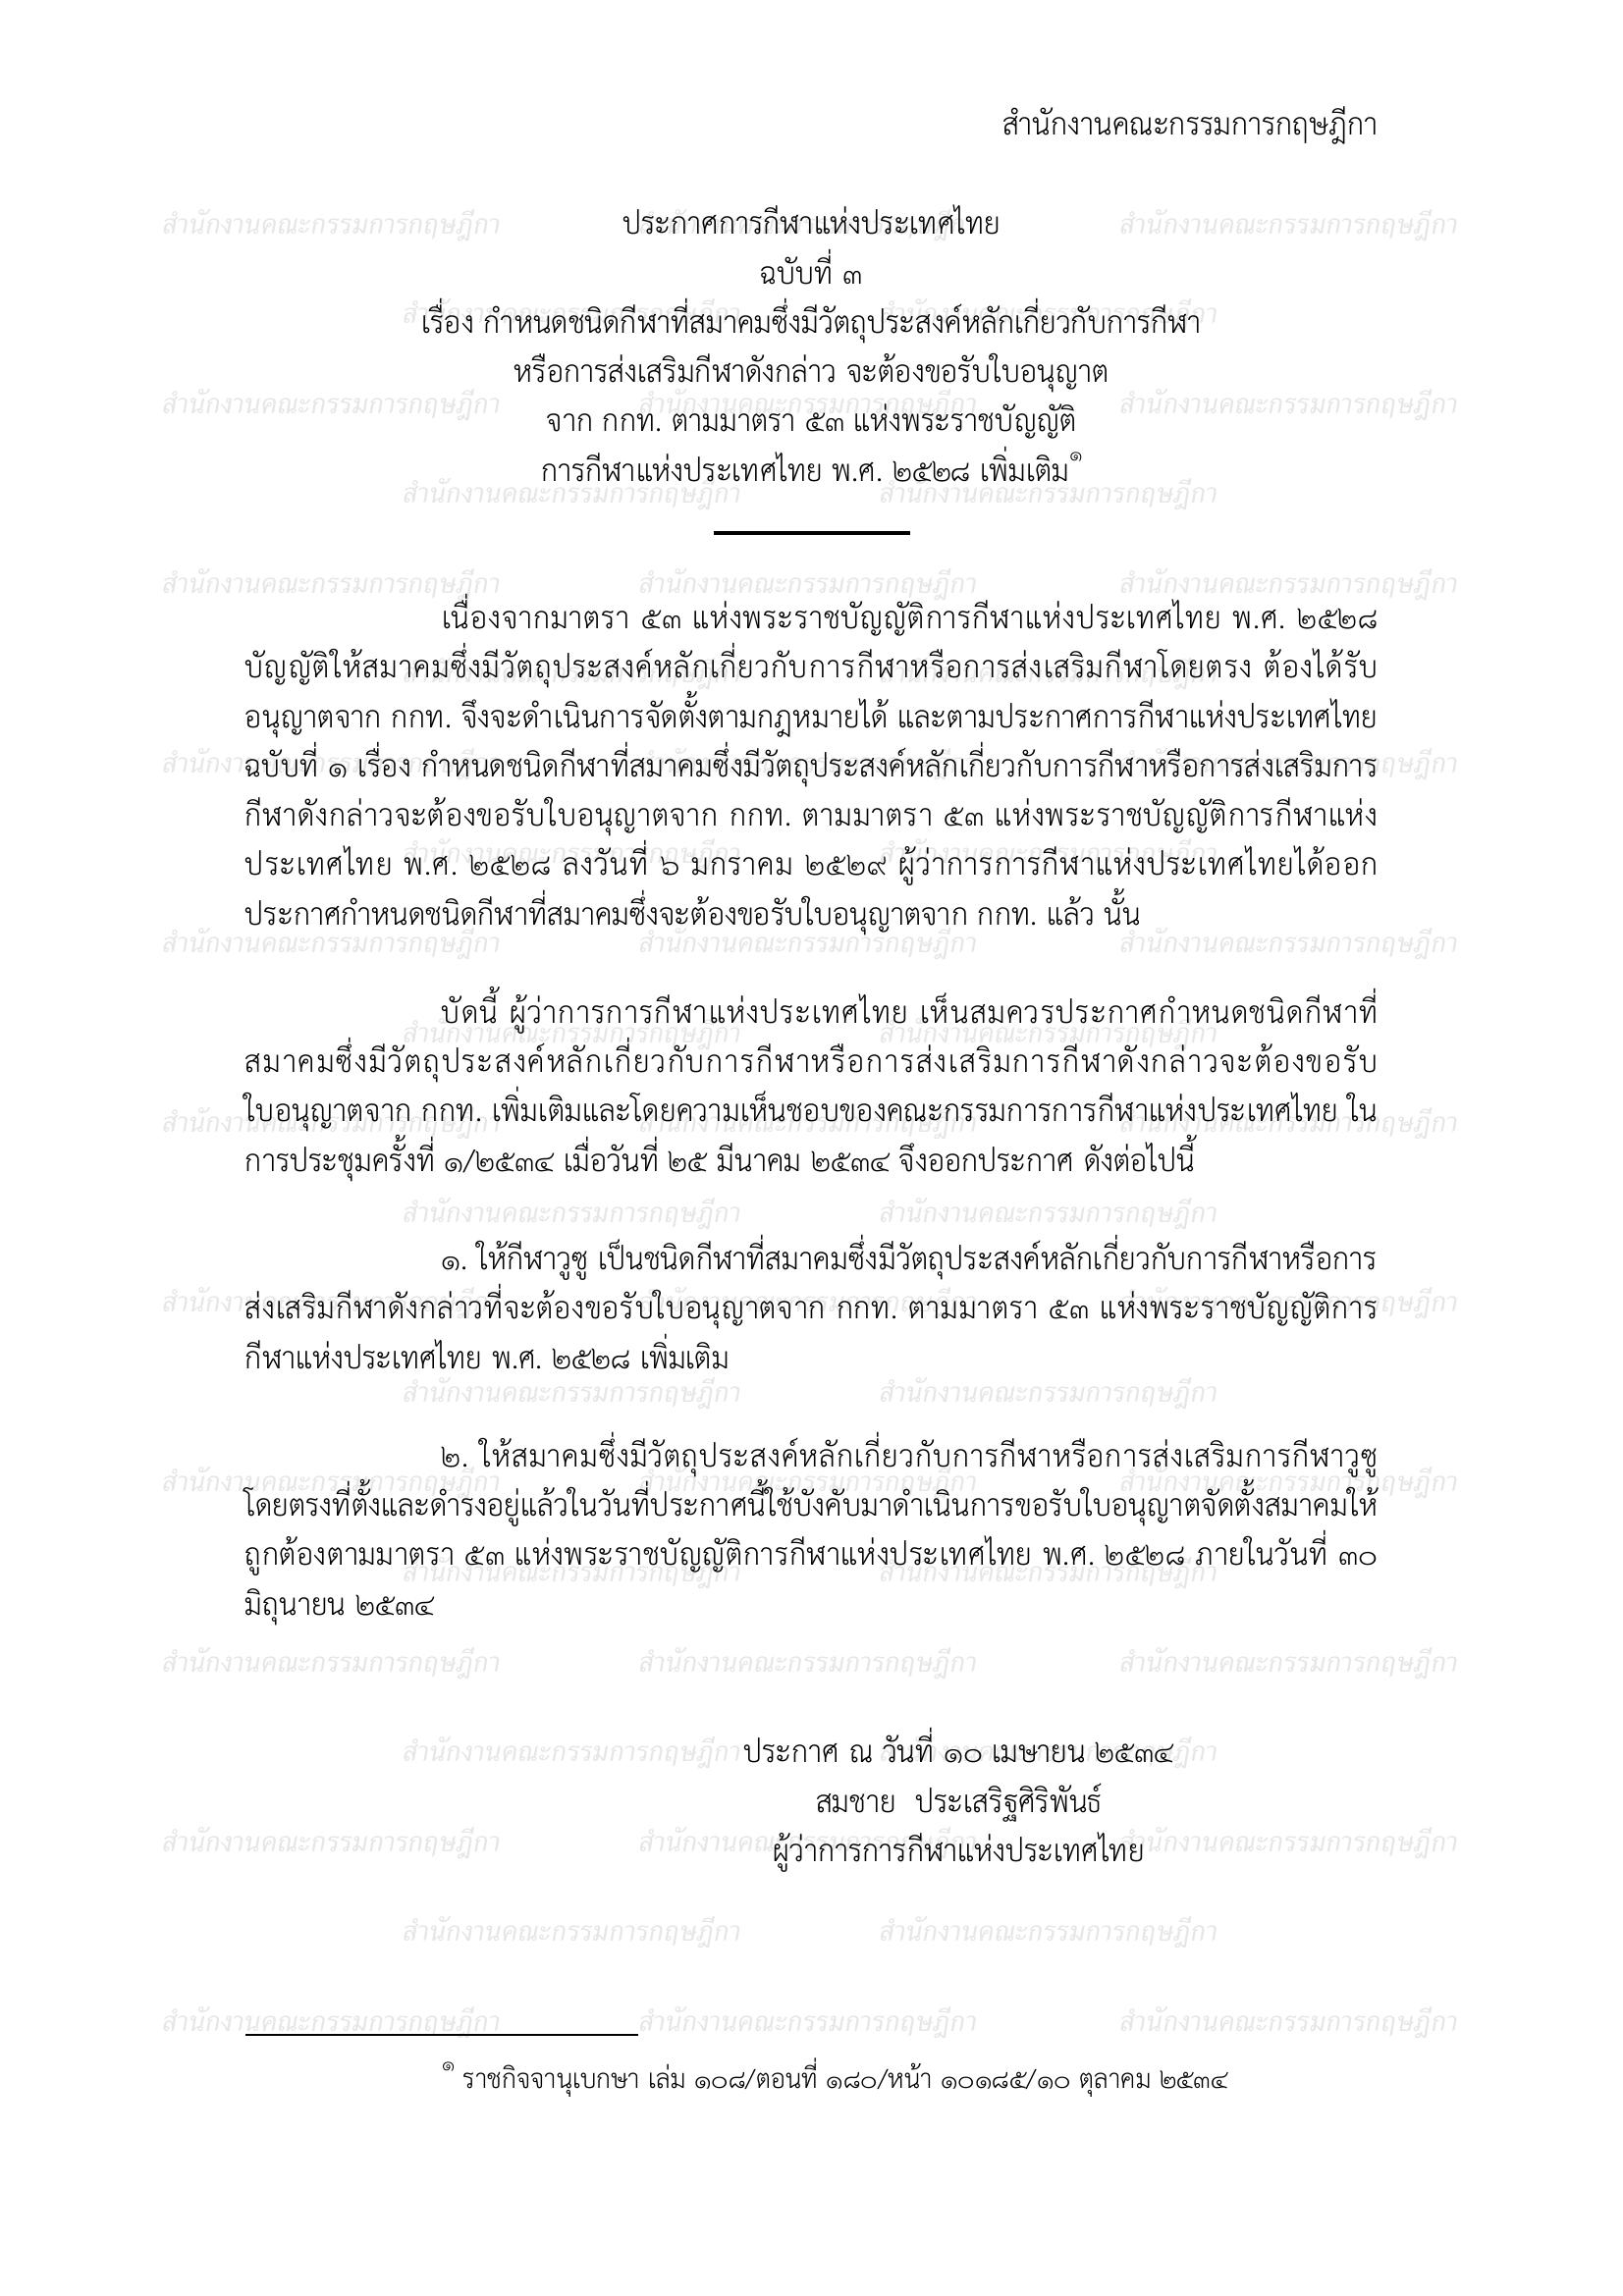 สำนักงานคณะกรรมการกฤษฎีกา
ประกาศการกีฬาแห่งประเทศไทย
ฉบับที่ ๓
เรื่อง กำหนดชนิดกีฬาที่สมาคมซึ่งมีวัตถุประสงค์หลักเกี่ยวกับการกีฬา
หรือการส่งเสริมกีฬาดังกล่าว จะต้องขอรับใบอนุญาต
จาก กกท. ตามมาตรา ๕๓ แห่งพระราชบัญญัติ
การกีฬาแห่งประเทศไทย พ.ศ. ๒๕๒๘ เพิ่มเติม๑
เนื่องจากมาตรา ๕๓ แห่งพระราชบัญญัติการกีฬาแห่งประเทศไทย พ.ศ. ๒๕๒๘
บัญญัติให้สมาคมซึ่งมีวัตถุประสงค์หลักเกี่ยวกับการกีฬาหรือการส่งเสริมกีฬาโดยตรง ต้องได้รับ
อนุญาตจาก กกท. จึงจะดำเนินการจัดตั้งตามกฎหมายได้ และตามประกาศการกีฬาแห่งประเทศไทย
ฉบับที่ ๑ เรื่อง กำหนดชนิดกีฬาที่สมาคมซึ่งมีวัตถุประสงค์หลักเกี่ยวกับการกีฬาหรือการส่งเสริมการ
กีฬาดังกล่าวจะต้องขอรับใบอนุญาตจาก กกท. ตามมาตรา ๕๓ แห่งพระราชบัญญัติการกีฬาแห่ง
ประเทศไทย พ.ศ. ๒๕๒๘ ลงวันที่ ๖ มกราคม ๒๕๒๙ ผู้ว่าการการกีฬาแห่งประเทศไทยได้ออก
ประกาศกำหนดชนิดกีฬาที่สมาคมซึ่งจะต้องขอรับใบอนุญาตจาก กกท. แล้ว นั้น
บัดนี้ ผู้ว่าการการกีฬาแห่งประเทศไทย เห็นสมควรประกาศกำหนดชนิดกีฬาที่
สมาคมซึ่งมีวัตถุประสงค์หลักเกี่ยวกับการกีฬาหรือการส่งเสริมการกีฬาดังกล่าวจะต้องขอรับ
ใบอนุญาตจาก กกท. เพิ่มเติมและโดยความเห็นชอบของคณะกรรมการการกีฬาแห่งประเทศไทย ใน
การประชุมครั้งที่ ๑/๒๕๓๔ เมื่อวันที่ ๒๕ มีนาคม ๒๕๓๔ จึงออกประกาศ ดังต่อไปนี้
๑. ให้กีฬาวูซู เป็นชนิดกีฬาที่สมาคมซึ่งมีวัตถุประสงค์หลักเกี่ยวกับการกีฬาหรือการ
ส่งเสริมกีฬาดังกล่าวที่จะต้องขอรับใบอนุญาตจาก กกท. ตามมาตรา ๕๓ แห่งพระราชบัญญัติการ
กีฬาแห่งประเทศไทย พ.ศ. ๒๕๒๘ เพิ่มเติม
๒. ให้สมาคมซึ่งมีวัตถุประสงค์หลักเกี่ยวกับการกีฬาหรือการส่งเสริมการกีฬาวูซู
โดยตรงที่ตั้งและดำรงอยู่แล้วในวันที่ประกาศนี้ใช้บังคับมาดำเนินการขอรับใบอนุญาตจัดตั้งสมาคมให้
ถูกต้องตามมาตรา ๕๓ แห่งพระราชบัญญัติการกีฬาแห่งประเทศไทย พ.ศ. ๒๕๒๘ ภายในวันที่ ๓๐
มิถุนายน ๒๕๓๔
ประกาศ ณ วันที่ ๑๐ เมษายน ๒๕๓๔
สมชาย ประเสริฐศิริพันธ์
ผู้ว่าการการกีฬาแห่งประเทศไทย
๑ ราชกิจจานุเบกษา เล่ม ๑๐๘/ตอนที่ ๑๘๐/หน้า ๑๐๑๘๕/๑๐ ตุลาคม ๒๕๓๔